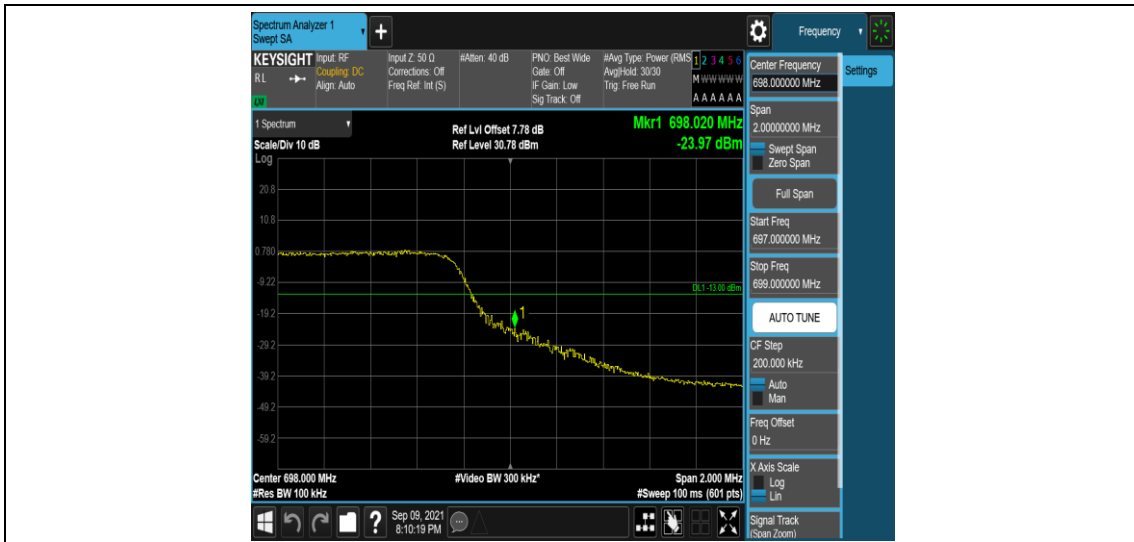 Spectrum Analyzer 1
Swept SA
+
Frequency
KEYSIGHT
RL
LXI
Input: RF
Coupling: DC
Align: Auto
Input Z: 50 Ω
Corrections: Off
Freq Ref: Int (S)
#Atten: 40 dB
PNO: Best Wide
Gate: Off
IF Gain: Low
Sig Track: Off
#Avg Type: Power (RMS
Avg|Hold: 30/30
Trig: Free Run
1 2 3 4 5 6
M W W W W W
A A A A A A
1 Spectrum
Scale/Div 10 dB
Log
Ref Lvl Offset 7.78 dB
Ref Level 30.78 dBm
Mkr1 698.020 MHz
-23.97 dBm
20.8
10.8
0.780
-9.22
-19.2
-29.2
-39.2
-49.2
-59.2
DL1 -13.00 dBm
1
Center 698.000 MHz
#Res BW 100 kHz
#Video BW 300 kHz*
Span 2.000 MHz
#Sweep 100 ms (601 pts)
Center Frequency
698.000000 MHz
Settings
Span
2.00000000 MHz
Swept Span
Zero Span
Full Span
Start Freq
697.000000 MHz
Stop Freq
699.000000 MHz
AUTO TUNE
CF Step
200.000 kHz
Auto
Man
Freq Offset
0 Hz
X Axis Scale
Log
Lin
Signal Track
(Span Zoom)
?
Sep 09, 2021
8:10:19 PM